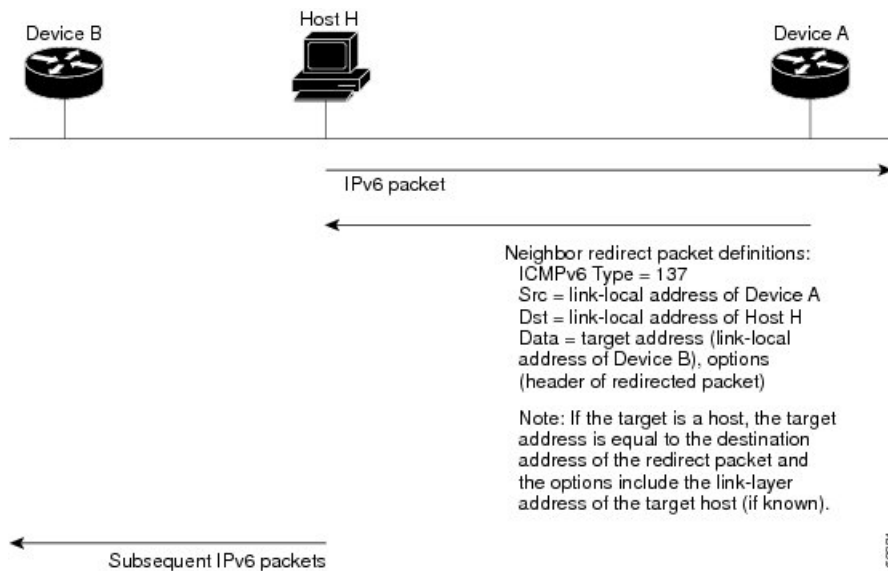 Host H
Device B
Device A
IPv6 packet
Neighbor redirect packet definitions:
ICMPv6 Type = 137
Src = link-local address of Device A
Dst = link-local address of Host H
Data = target address (link-local
address of Device B), options
(header of redirected packet)
Note: If the target is a host, the target
address is equal to the destination
address of the redirect packet and
the options include the link-layer
address of the target host (if known).
Subsequent IPv6 packets